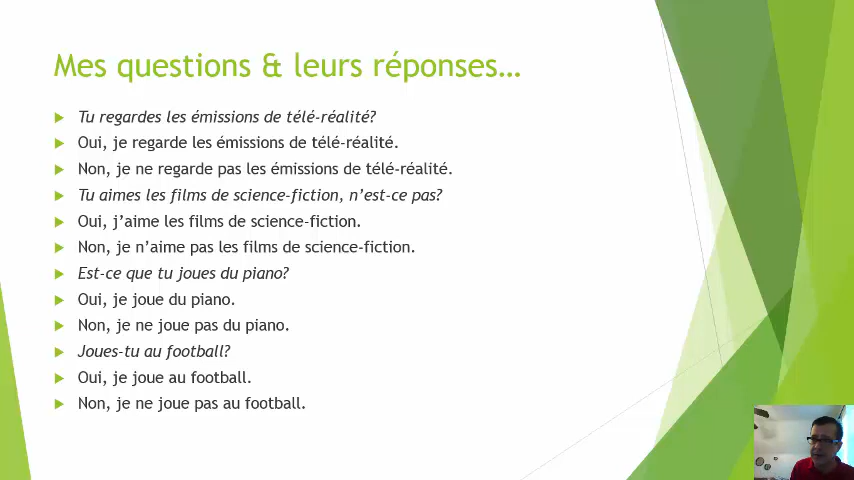 Mes questions & leurs réponses…
Tu regardes les émissions de télé-réalité?
Oui, je regarde les émissions de télé-réalité.
Non, je ne regarde pas les émissions de télé-réalité.
Tu aimes les films de science-fiction, n’est-ce pas?
Oui, j’aime les films de science-fiction.
Non, je n’aime pas les films de science-fiction.
Est-ce que tu joues du piano?
Oui, je joue du piano.
Non, je ne joue pas du piano.
Joues-tu au football?
Oui, je joue au football.
Non, je ne joue pas au football.